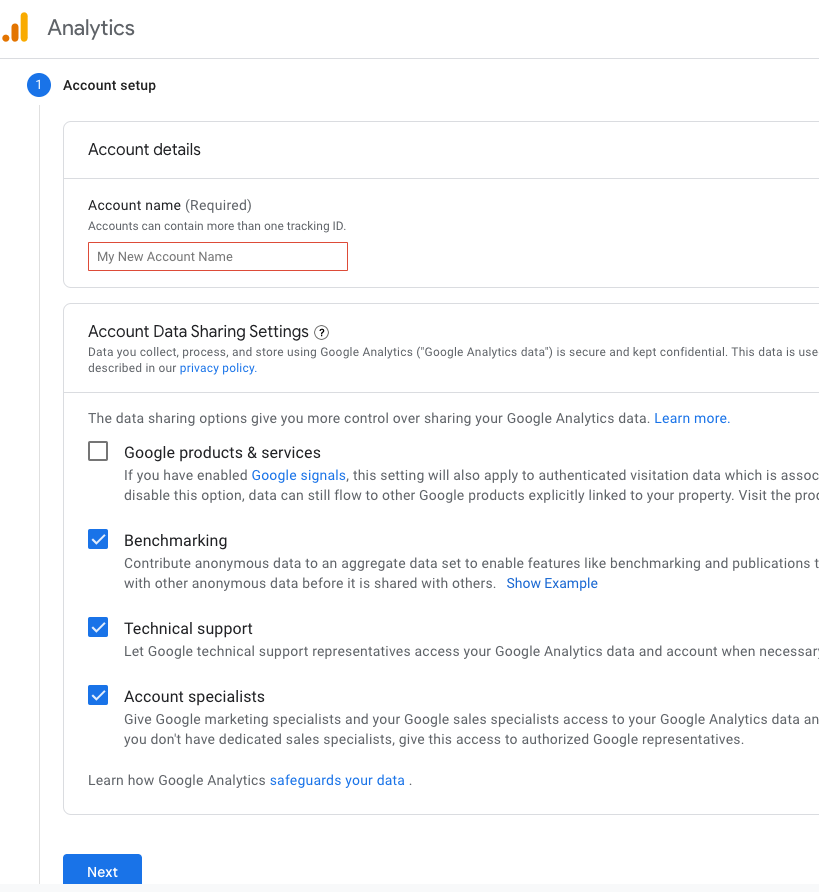 Analytics
1 Account setup
Account details
Account name (Required)
Accounts can contain more than one tracking ID.
My New Account Name
Account Data Sharing Settings ?
Data you collect, process, and store using Google Analytics ("Google Analytics data") is secure and kept confidential. This data is use
described in our privacy policy.
The data sharing options give you more control over sharing your Google Analytics data. Learn more.
Google products & services
If you have enabled Google signals, this setting will also apply to authenticated visitation data which is assoc
disable this option, data can still flow to other Google products explicitly linked to your property. Visit the pro
Benchmarking
Contribute anonymous data to an aggregate data set to enable features like benchmarking and publications t
with other anonymous data before it is shared with others. Show Example
Technical support
Let Google technical support representatives access your Google Analytics data and account when necessary
Account specialists
Give Google marketing specialists and your Google sales specialists access to your Google Analytics data an
you don't have dedicated sales specialists, give this access to authorized Google representatives.
Learn how Google Analytics safeguards your data .
Next